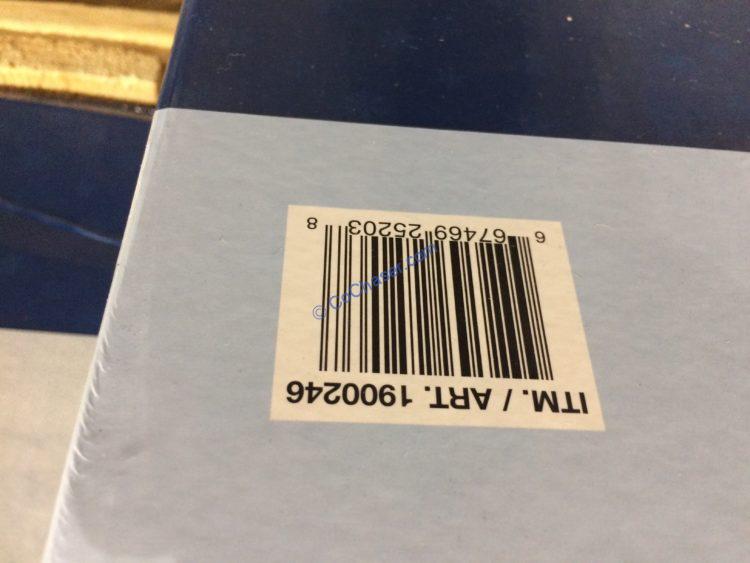 ITM. / ART. 1900246
© CoChaser.com
6 67469 25203 8